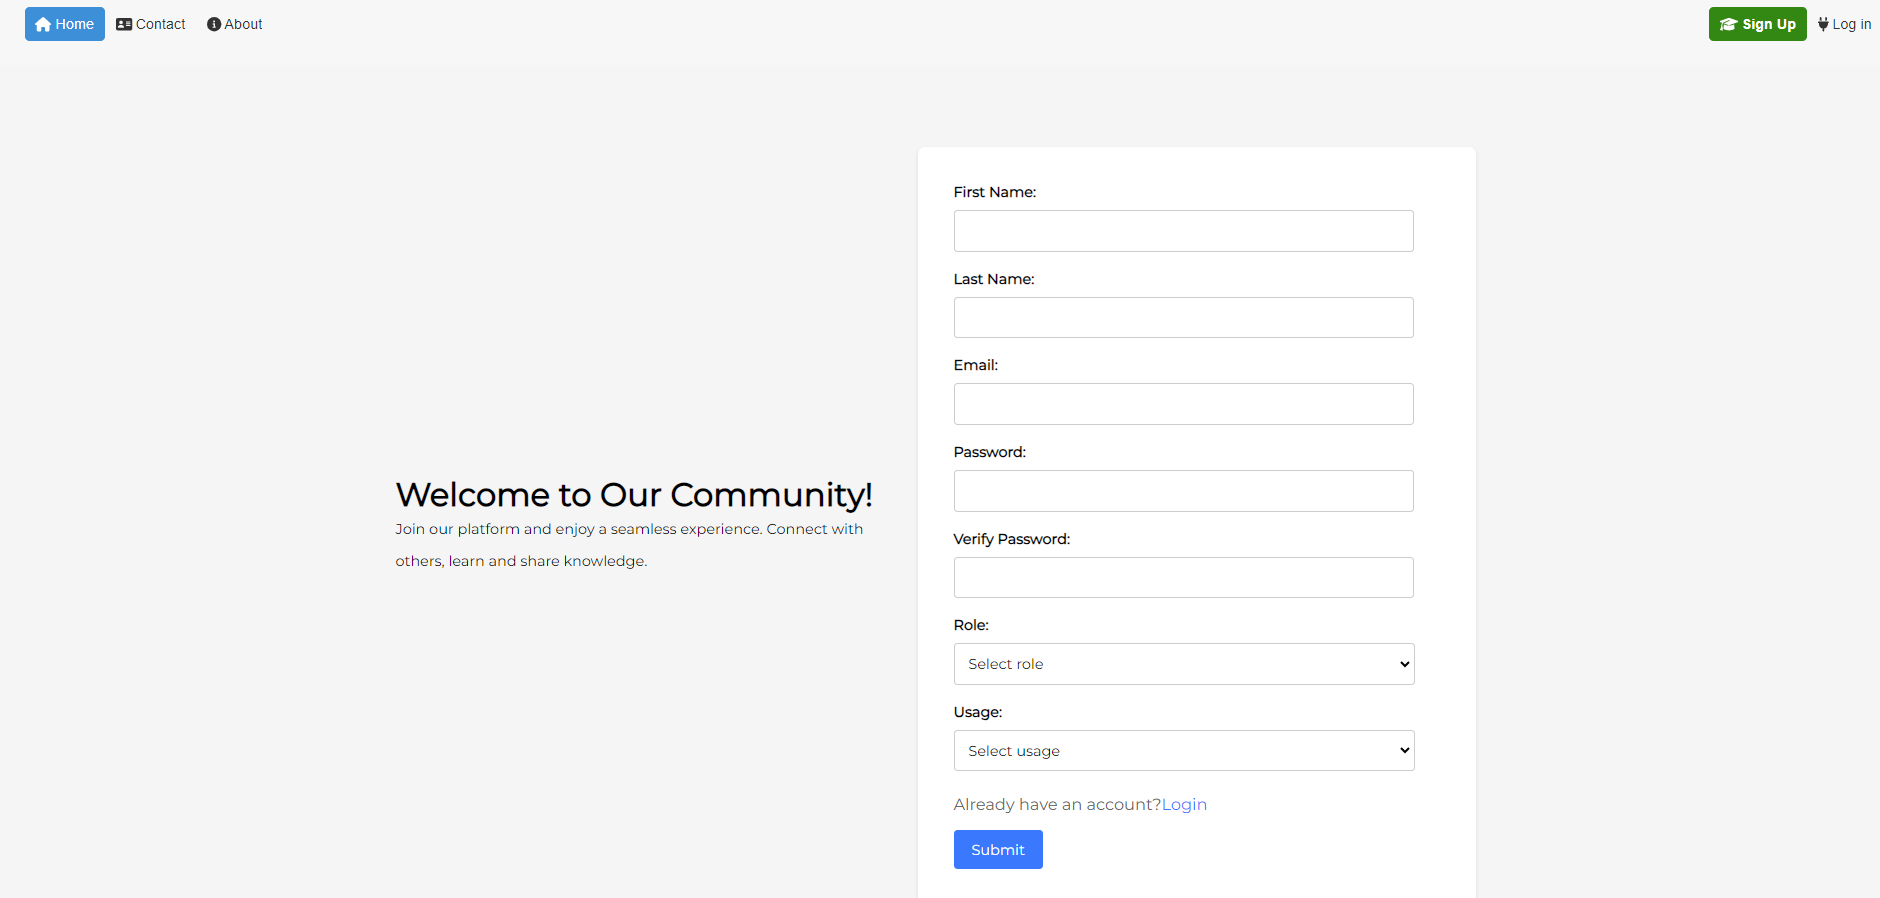 Home Contact About Sign Up Log in
First Name:
Last Name:
Email:
Password:
Welcome to Our Community!
Join our platform and enjoy a seamless experience. Connect with
others, learn and share knowledge.
Verify Password:
Role:
Select role
Usage:
Select usage
Already have an account?Login
Submit